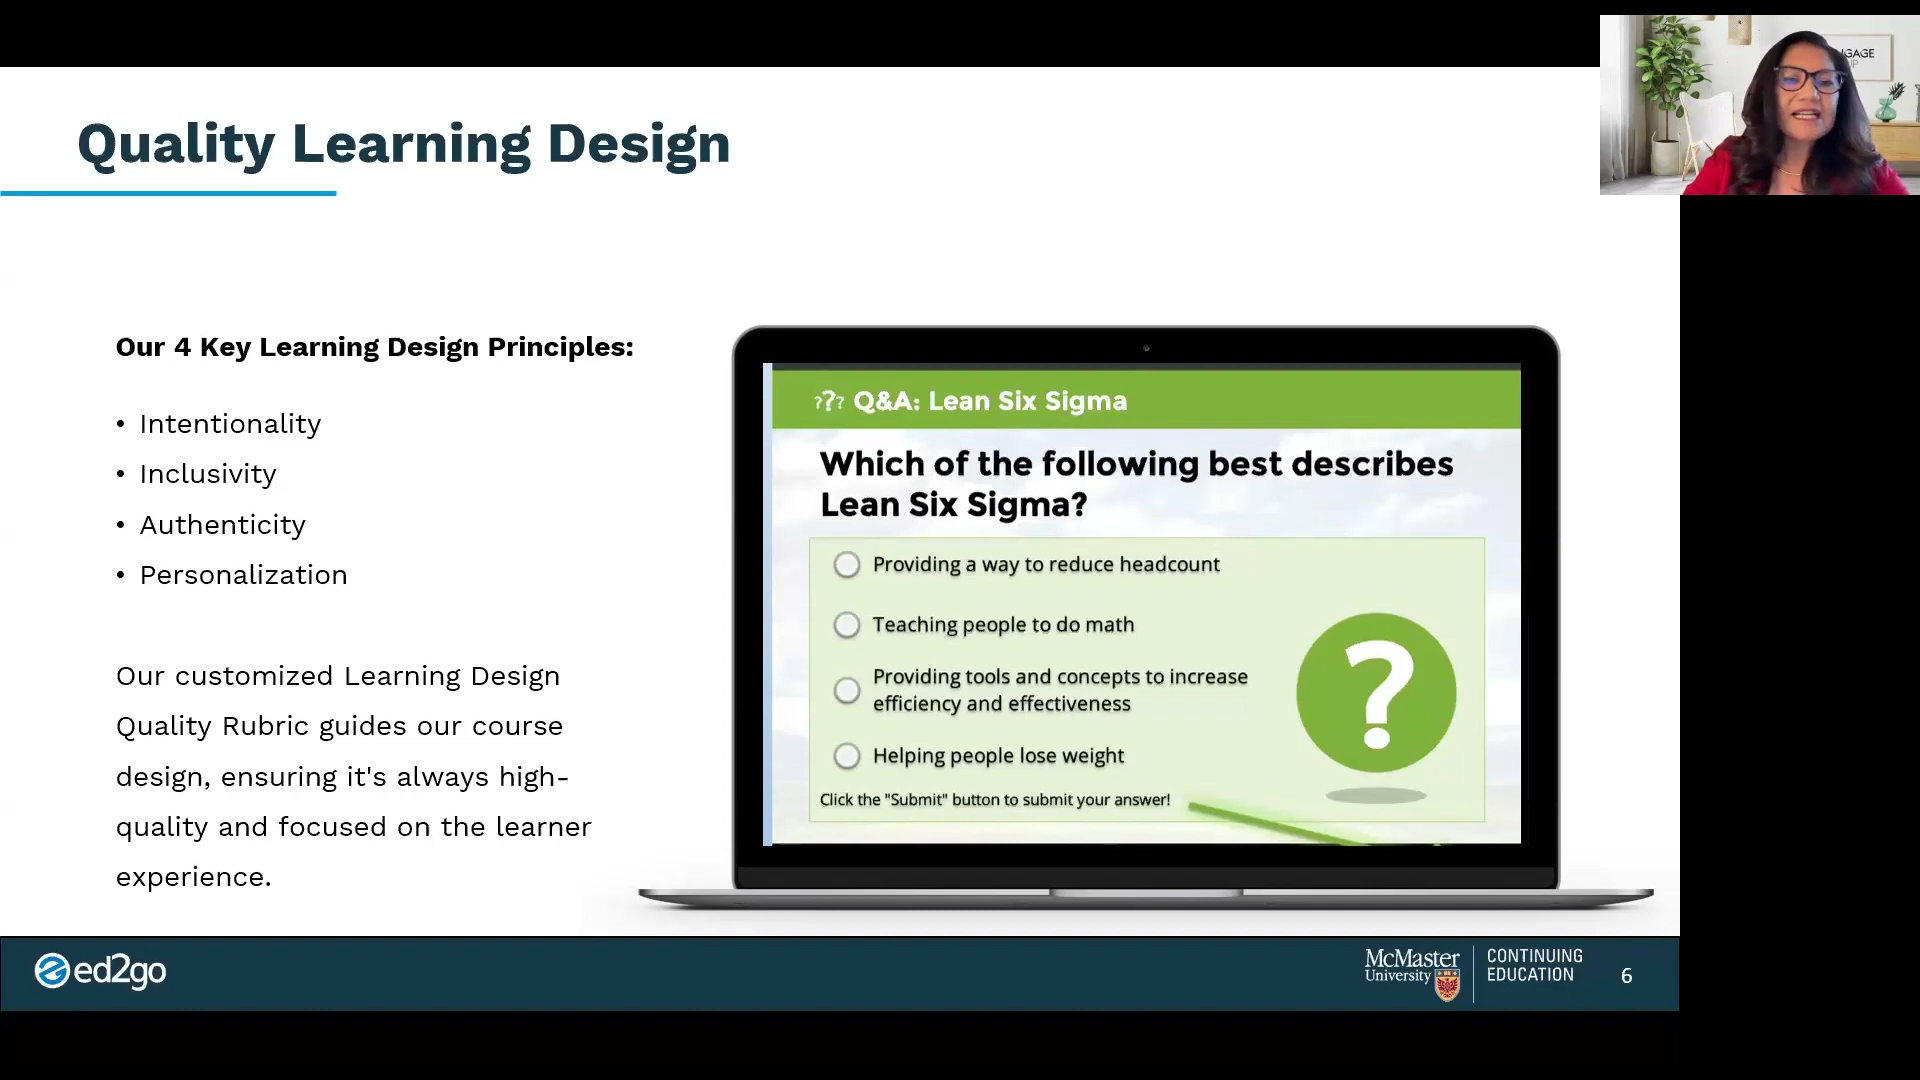 Quality Learning Design
NGAGE
UP
Our 4 Key Learning Design Principles:
• Intentionality
• Inclusivity
• Authenticity
• Personalization
Our customized Learning Design
Quality Rubric guides our course
design, ensuring it's always high-
quality and focused on the learner
experience.
??? Q&A: Lean Six Sigma
Which of the following best describes
Lean Six Sigma?
Providing a way to reduce headcount
Teaching people to do math
Providing tools and concepts to increase
efficiency and effectiveness
Helping people lose weight
Click the "Submit" button to submit your answer!
?
ed2go
McMaster
University
CONTINUING
EDUCATION
6